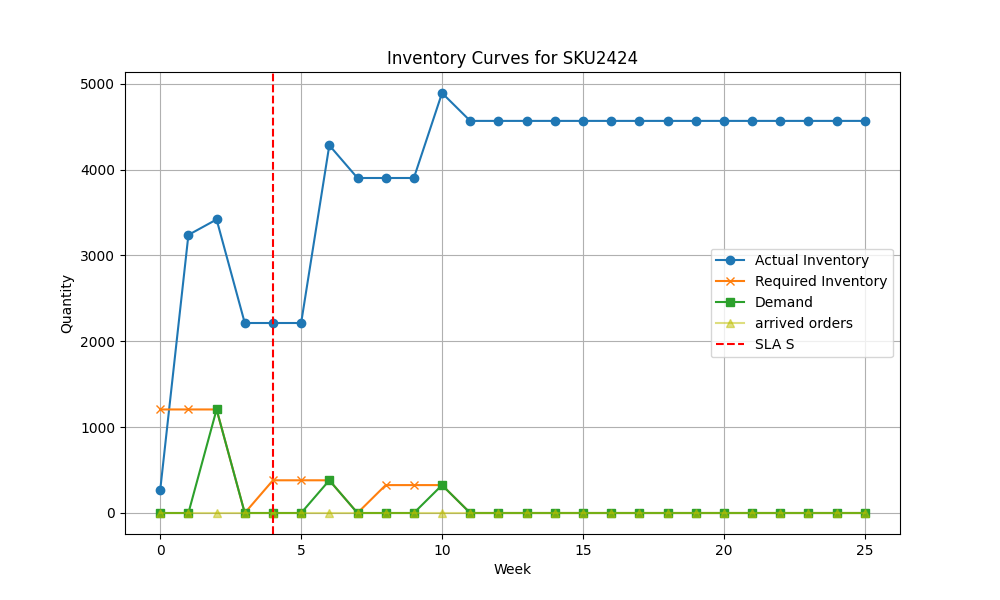 Inventory Curves for SKU2424
Quantity
5000
4000
3000
2000
1000
0
Actual Inventory
Required Inventory
Demand
arrived orders
SLA S
0 5 10 15 20 25
Week